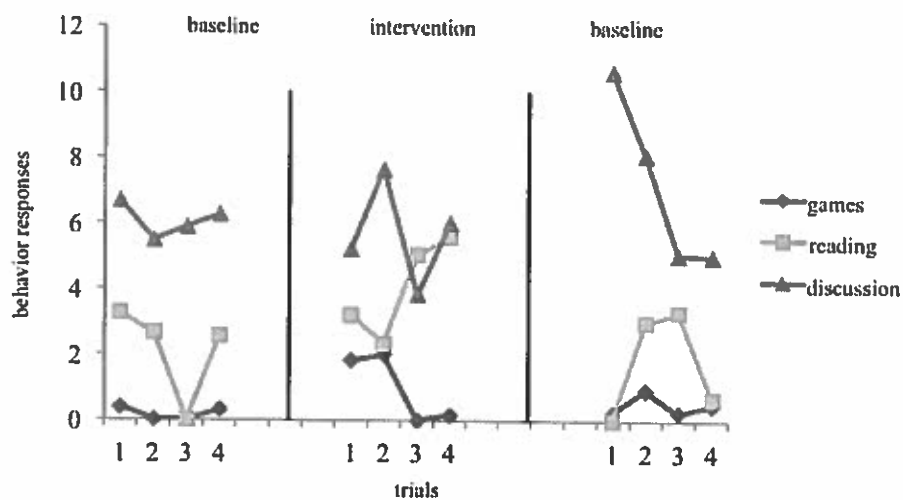 12
baseline intervention baseline
10
8
6
4
2
0
behavior responses
games
reading
discussion
1 2 3 4 1 2 3 4 1 2 3 4
trials